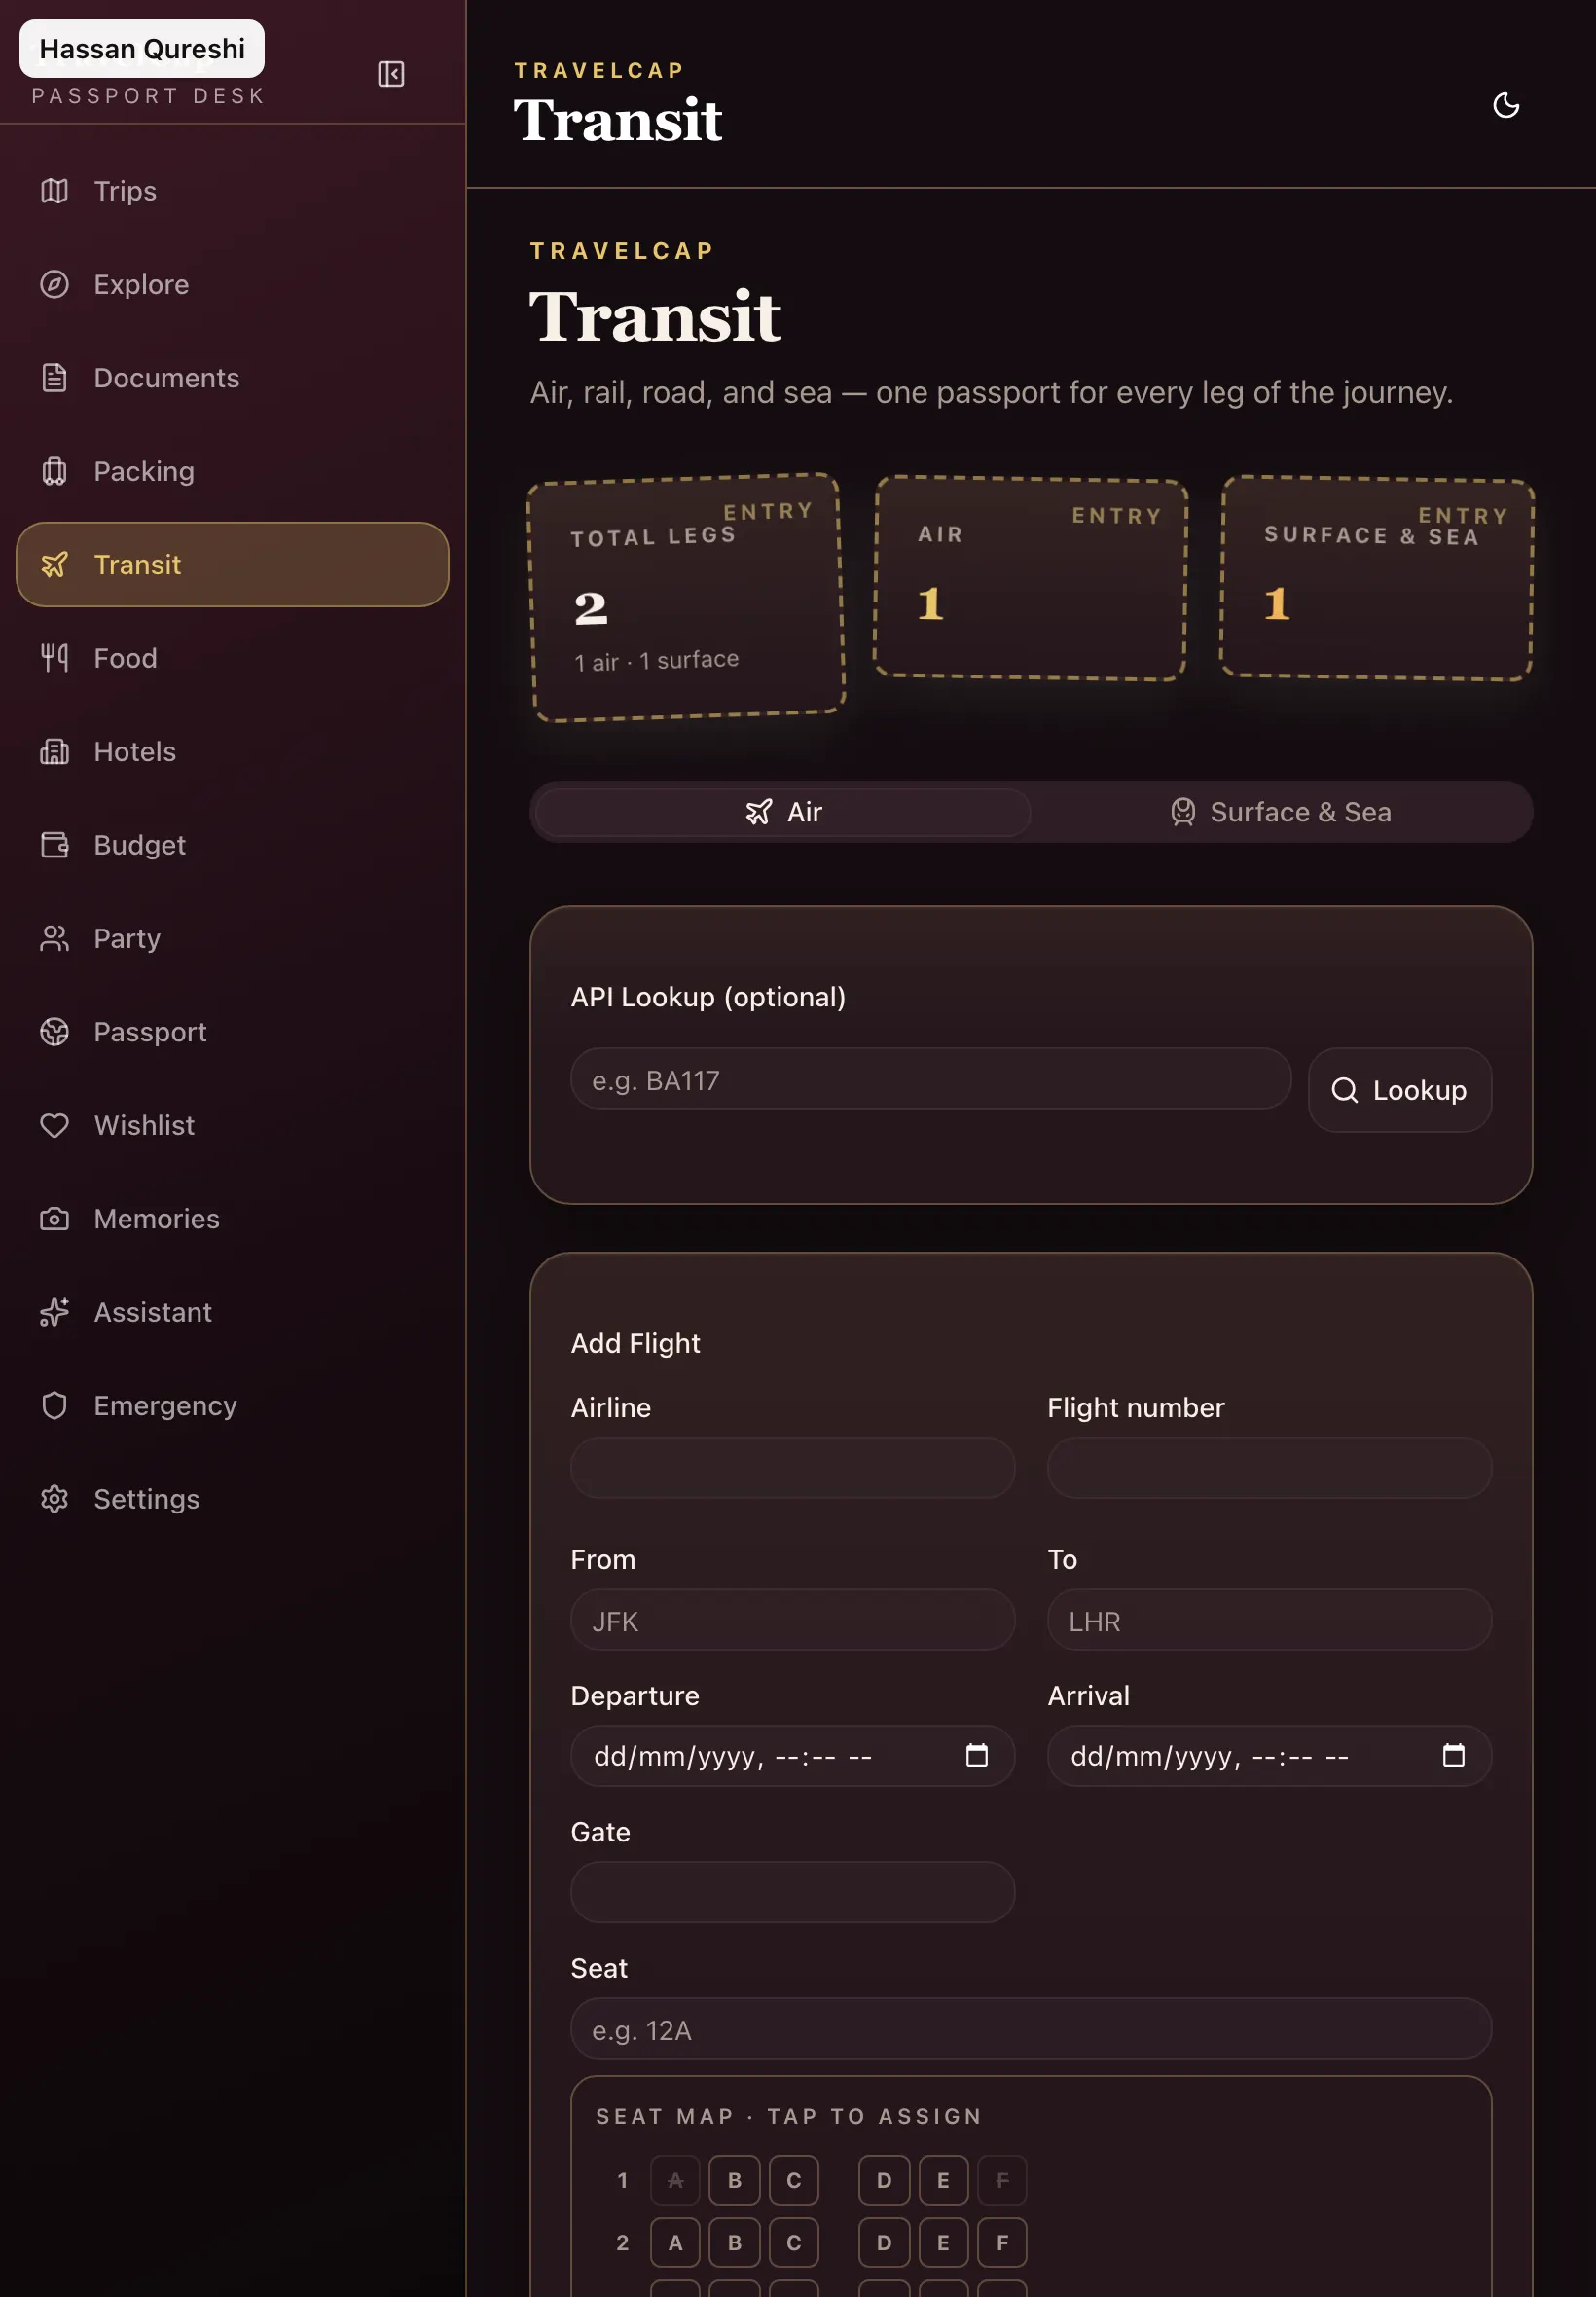 Hassan Qureshi
PASSPORT DESK
Trips
Explore
Documents
Packing
Transit
Food
Hotels
Budget
Party
Passport
Wishlist
Memories
Assistant
Emergency
Settings
TRAVELCAP
Transit
TRAVELCAP
Transit
Air, rail, road, and sea — one passport for every leg of the journey.
ENTRY
TOTAL LEGS
2
1 air · 1 surface
ENTRY
AIR
1
ENTRY
SURFACE & SEA
1
Air
Surface & Sea
API Lookup (optional)
e.g. BA117
Lookup
Add Flight
Airline
Flight number
From
To
JFK
LHR
Departure
Arrival
dd/mm/yyyy, --:-- --
dd/mm/yyyy, --:-- --
Gate
Seat
e.g. 12A
SEAT MAP · TAP TO ASSIGN
1 A B C D E F
2 A B C D E F